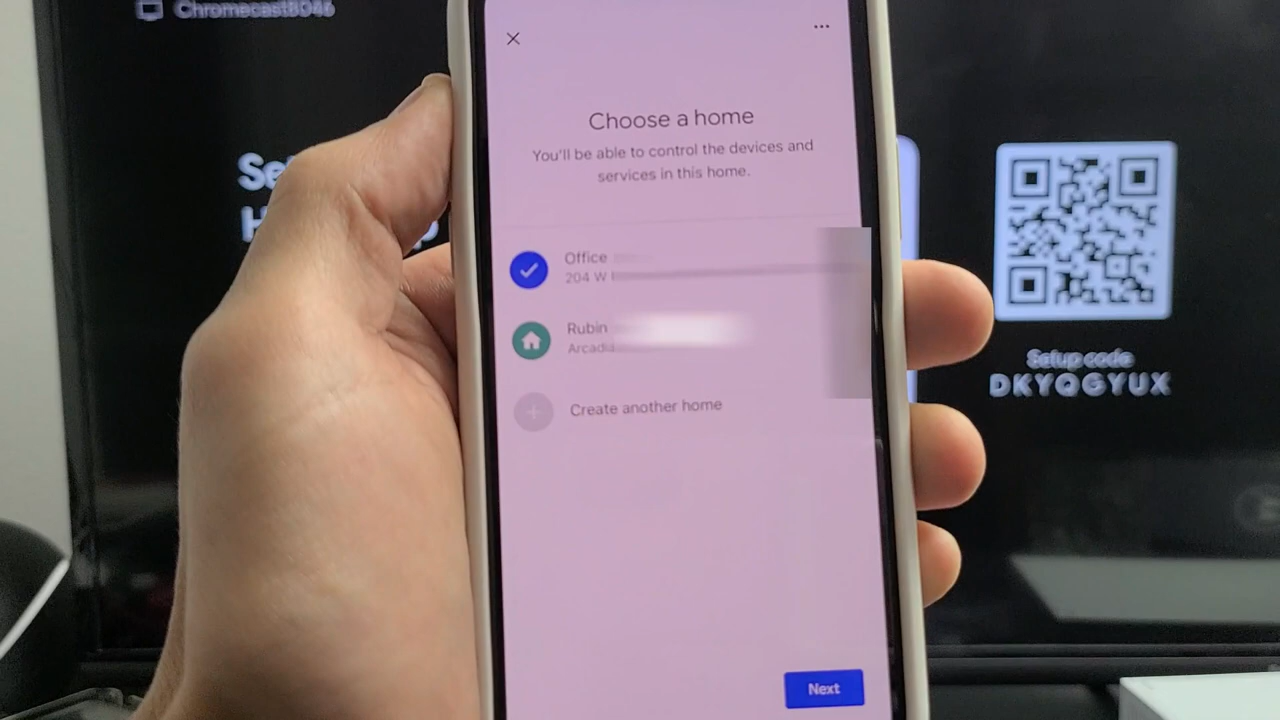 Chromecast8046
Choose a home
You'll be able to control the devices and
services in this home.
Office
204 W
Rubin
Arcadia
Create another home
Next
Setup code
DKYQGYUX